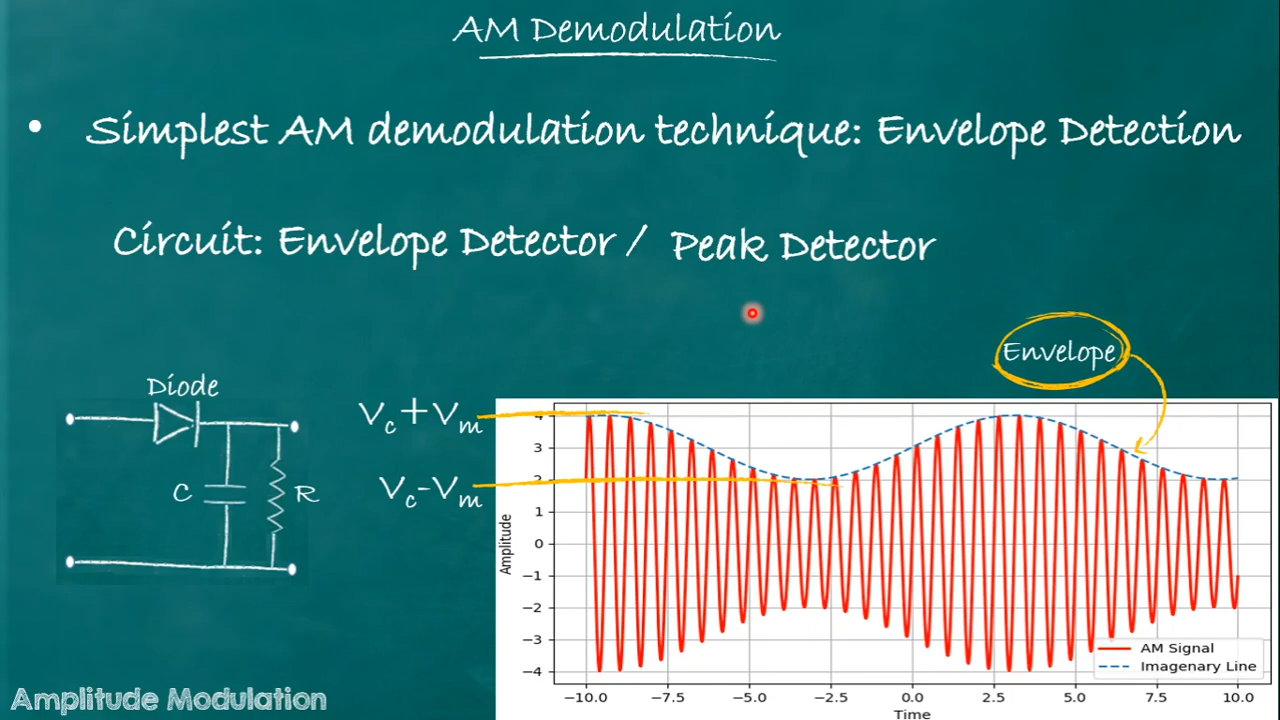 AM Demodulation
• Simplest AM demodulation technique: Envelope Detection
Circuit: Envelope Detector / Peak Detector
Envelope
Diode
C
R
Vc+Vm
Vc-Vm
4
3
2
1
0
−1
−2
−3
−4
Amplitude
AM Signal
Imagenary Line
−10.0 −7.5 −5.0 −2.5 0.0 2.5 5.0 7.5 10.0
Time
Amplitude Modulation